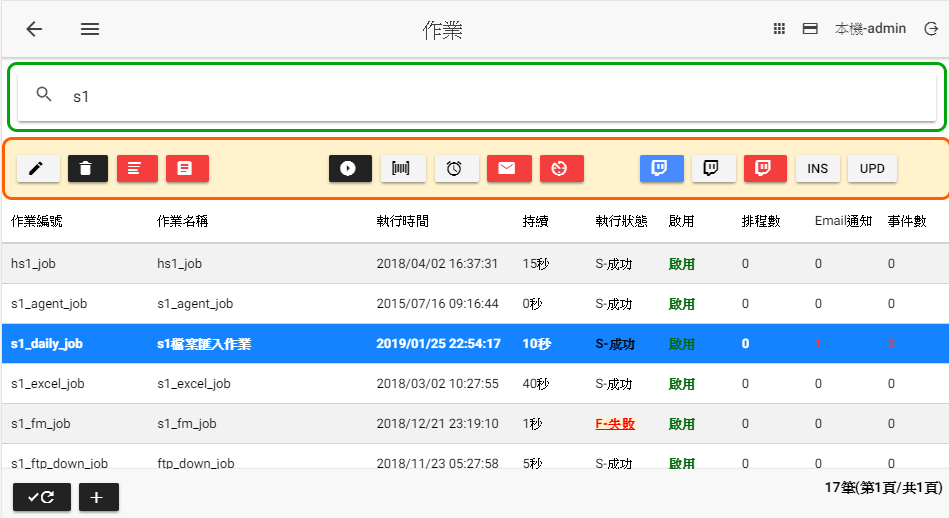 作業
本機-admin
s1
INS UPD
作業編號 作業名稱 執行時間 持續 執行狀態 啟用 排程數 Email通知 事件數
hs1_job hs1_job 2018/04/02 16:37:31 15秒 S-成功 啟用 0 0 0
s1_agent_job s1_agent_job 2015/07/16 09:16:44 0秒 S-成功 啟用 0 0 0
s1_daily_job s1檔案匯入作業 2019/01/25 22:54:17 10秒 S-成功 啟用 0 1 2
s1_excel_job s1_excel_job 2018/03/02 10:27:55 40秒 S-成功 啟用 0 0 0
s1_fm_job s1_fm_job 2018/12/21 23:19:10 1秒 F-失敗 啟用 0 0 0
s1_ftp_down_job ftp_down_job 2018/11/23 05:27:58 5秒 S-成功 啟用 0 0 0
17筆(第1頁/共1頁)